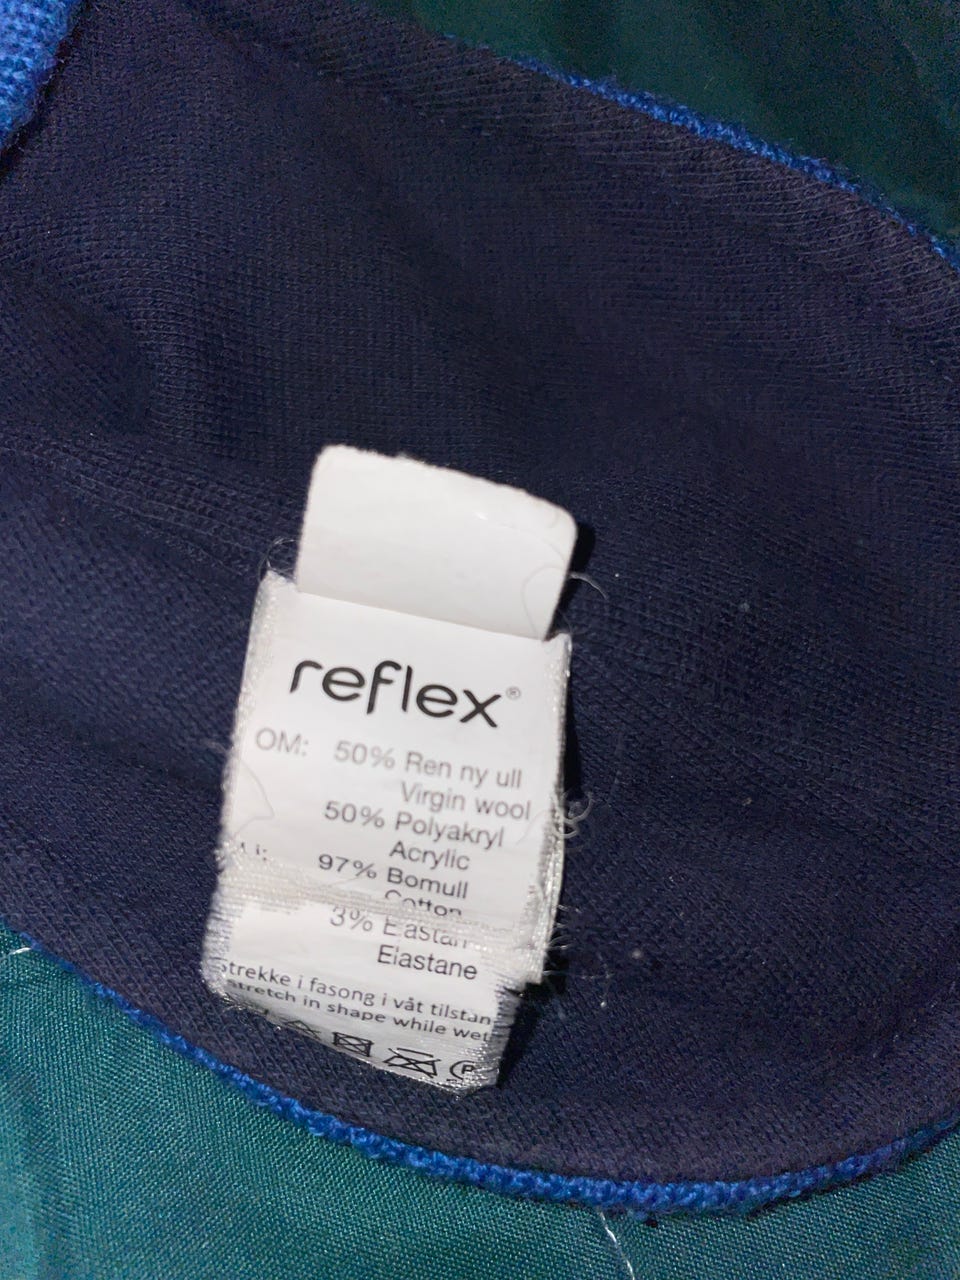 reflex®
OM: 50% Ren ny ull
Virgin wool
50% Polyakryl
Acrylic
97% Bomull
Cotton
3% Elastan
Elastane
strekke i fasong i våt tilstan
stretch in shape while wet
P